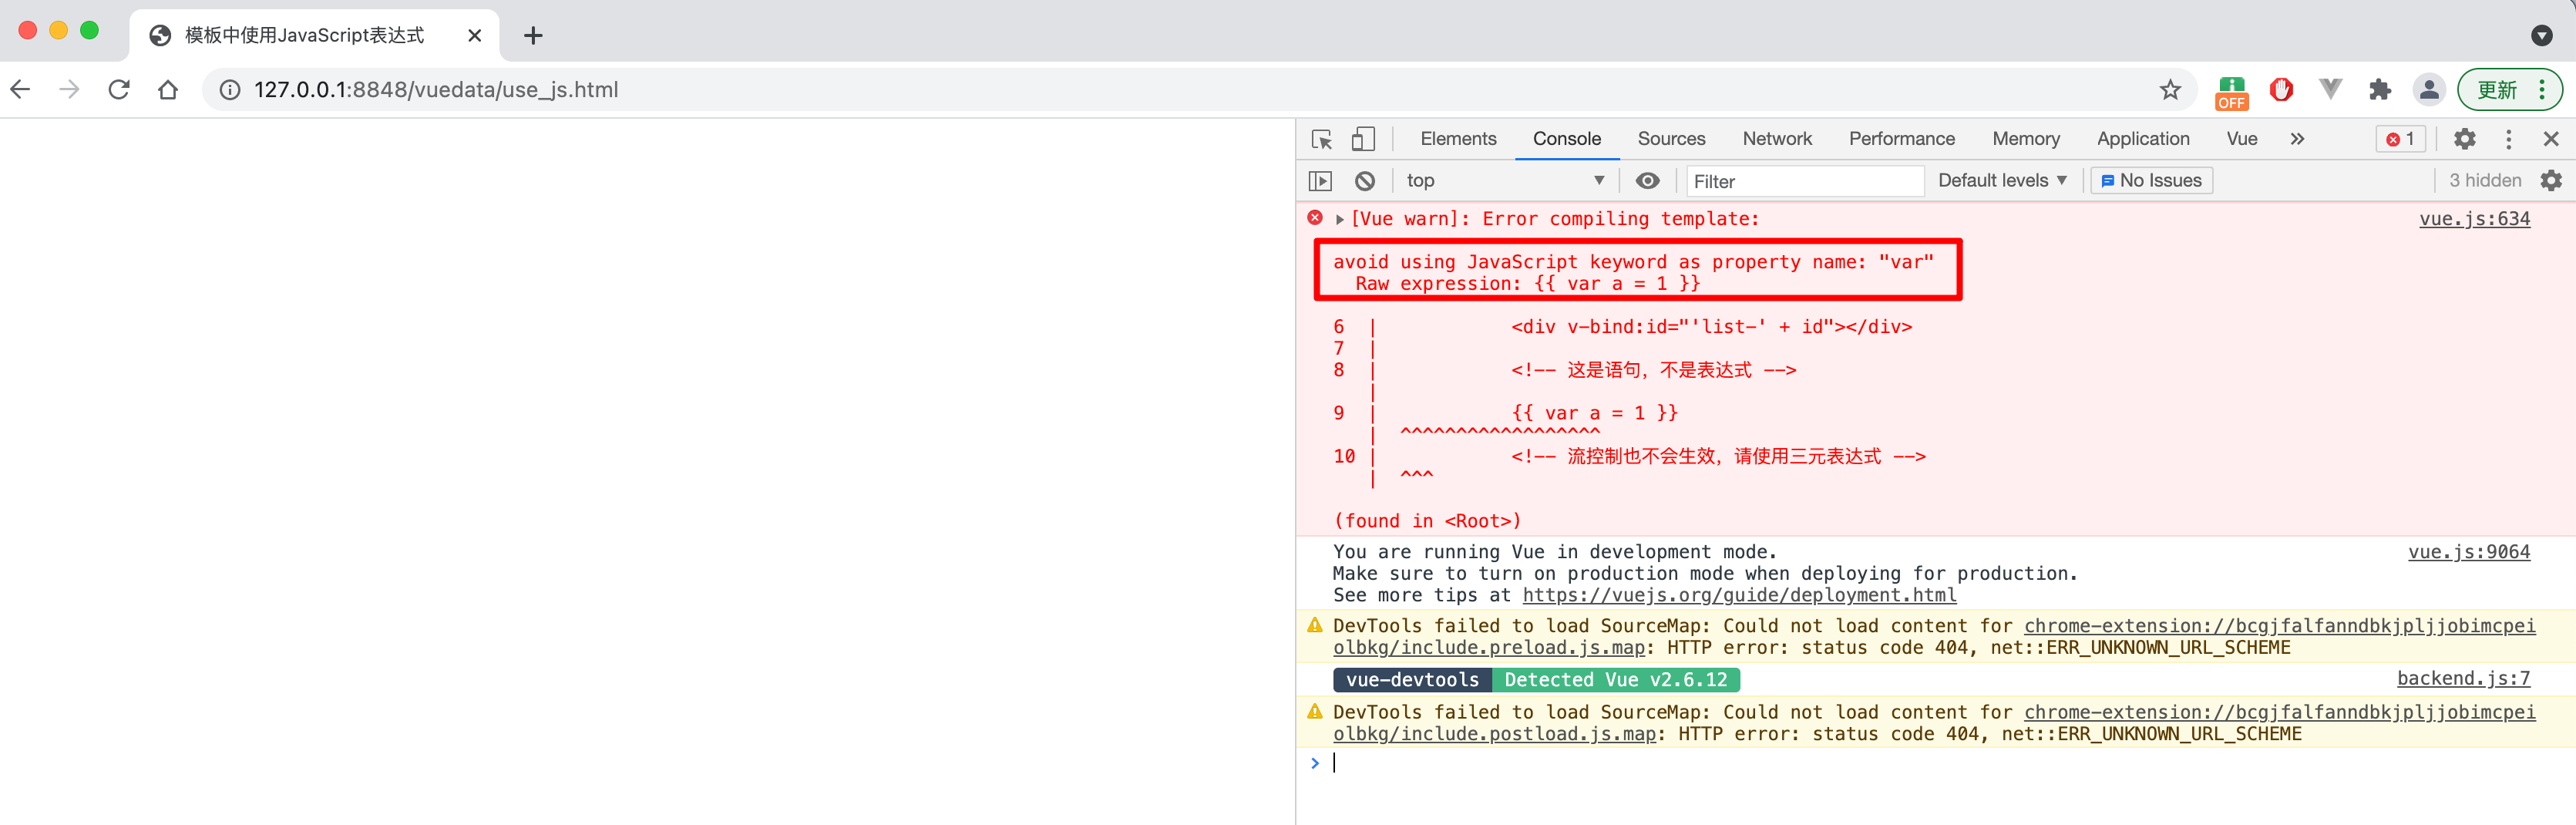 模板中使用JavaScript表达式
127.0.0.1:8848/vuedata/use_js.html
OFF
更新
Elements Console Sources Network Performance Memory Application Vue » 1
top Filter Default levels No Issues 3 hidden
[Vue warn]: Error compiling template: vue.js:634
avoid using JavaScript keyword as property name: "var"
Raw expression: {{ var a = 1 }}
6 | <div v-bind:id="'list-' + id"></div>
7 |
8 | <!-- 这是语句，不是表达式 -->
|
9 | {{ var a = 1 }}
| ^^^^^^^^^^^^^^^^^^
10 | <!-- 流控制也不会生效，请使用三元表达式 -->
| ^^^
(found in <Root>)
You are running Vue in development mode. vue.js:9064
Make sure to turn on production mode when deploying for production.
See more tips at https://vuejs.org/guide/deployment.html
DevTools failed to load SourceMap: Could not load content for chrome-extension://bcgjfalfanndbkjpljjobimcpei
olbkg/include.preload.js.map: HTTP error: status code 404, net::ERR_UNKNOWN_URL_SCHEME
vue-devtools Detected Vue v2.6.12 backend.js:7
DevTools failed to load SourceMap: Could not load content for chrome-extension://bcgjfalfanndbkjpljjobimcpei
olbkg/include.postload.js.map: HTTP error: status code 404, net::ERR_UNKNOWN_URL_SCHEME
>